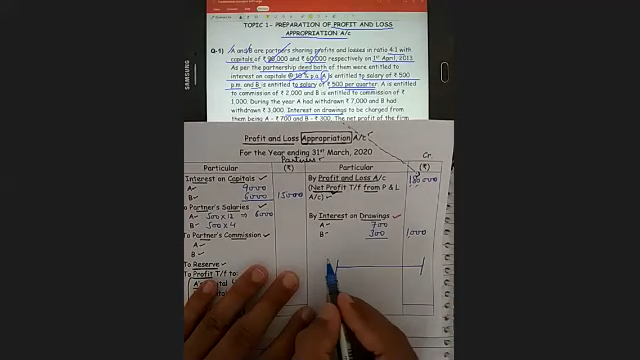 TOPIC 1- PREPARATION OF PROFIT AND LOSS
APPROPRIATION A/c
Q-1) A and B are partners sharing profits and losses in ratio 4:1 with
capitals of ₹ 90,000 and ₹ 60,000 respectively on 1st April, 2013.
As per the partnership deed both of them were entitled to
interest on capitals @ 10% p.a. A is entitled to salary of ₹ 500
p.m. and B is entitled to salary of ₹ 500 per quarter. A is entitled to
commission of ₹ 2,000 and B is entitled to commission of ₹
1,000. During the year A had withdrawn ₹ 7,000 and B had
withdrawn ₹ 3,000. Interest on drawings to be charged from
them being A - ₹ 700 and B - ₹ 300. The net profit of the firm
Profit and Loss Appropriation A/c
For the Year ending 31st March, 2020
Partners
Cr.
Particular (₹) Particular (₹)
Interest on Capitals
A- 9000
B- 6000 15000
To Partner's Salaries
A- 500 x 12 ⇒ 6000
B- 500 x 4
To Partner's Commission
A
B
To Reserve
To Profit T/f to:
By Profit and Loss A/c
(Net Profit T/f from P & L
A/c)
By Interest on Drawings
A- 700
B- 300 1000